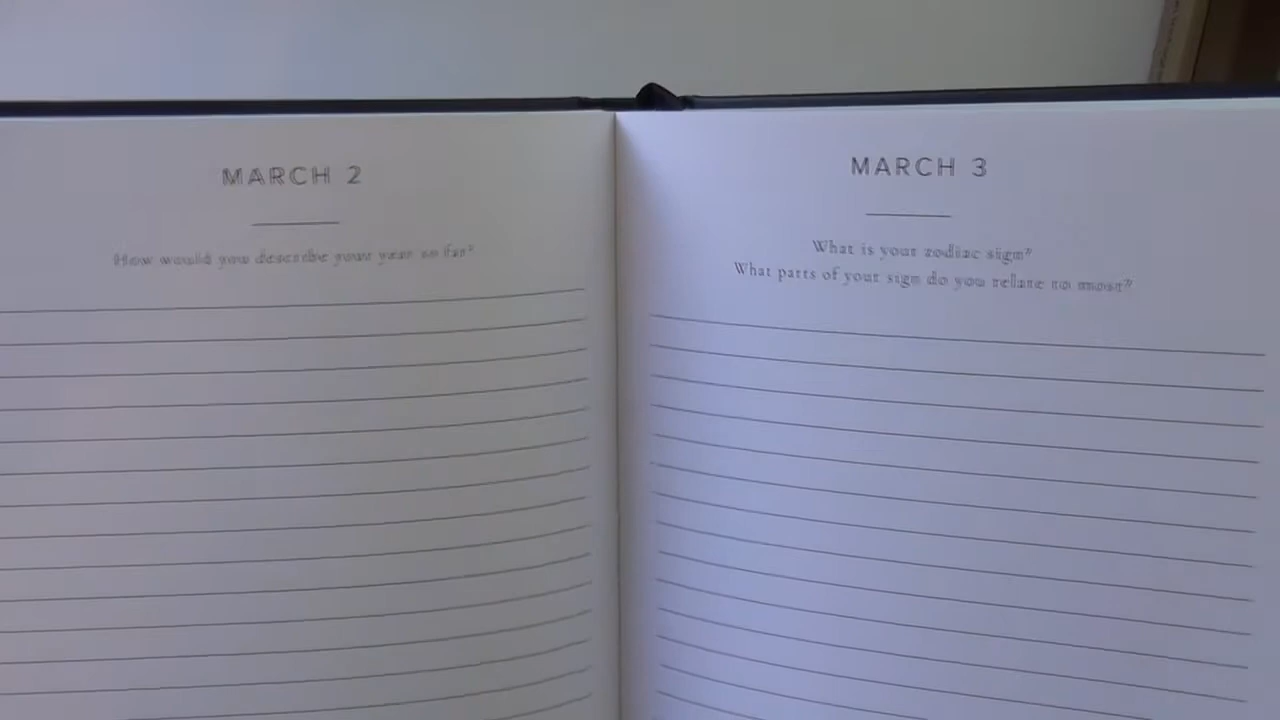 MARCH 2
How would you describe your year so far?
MARCH 3
What is your zodiac sign?
What parts of your sign do you relate to most?